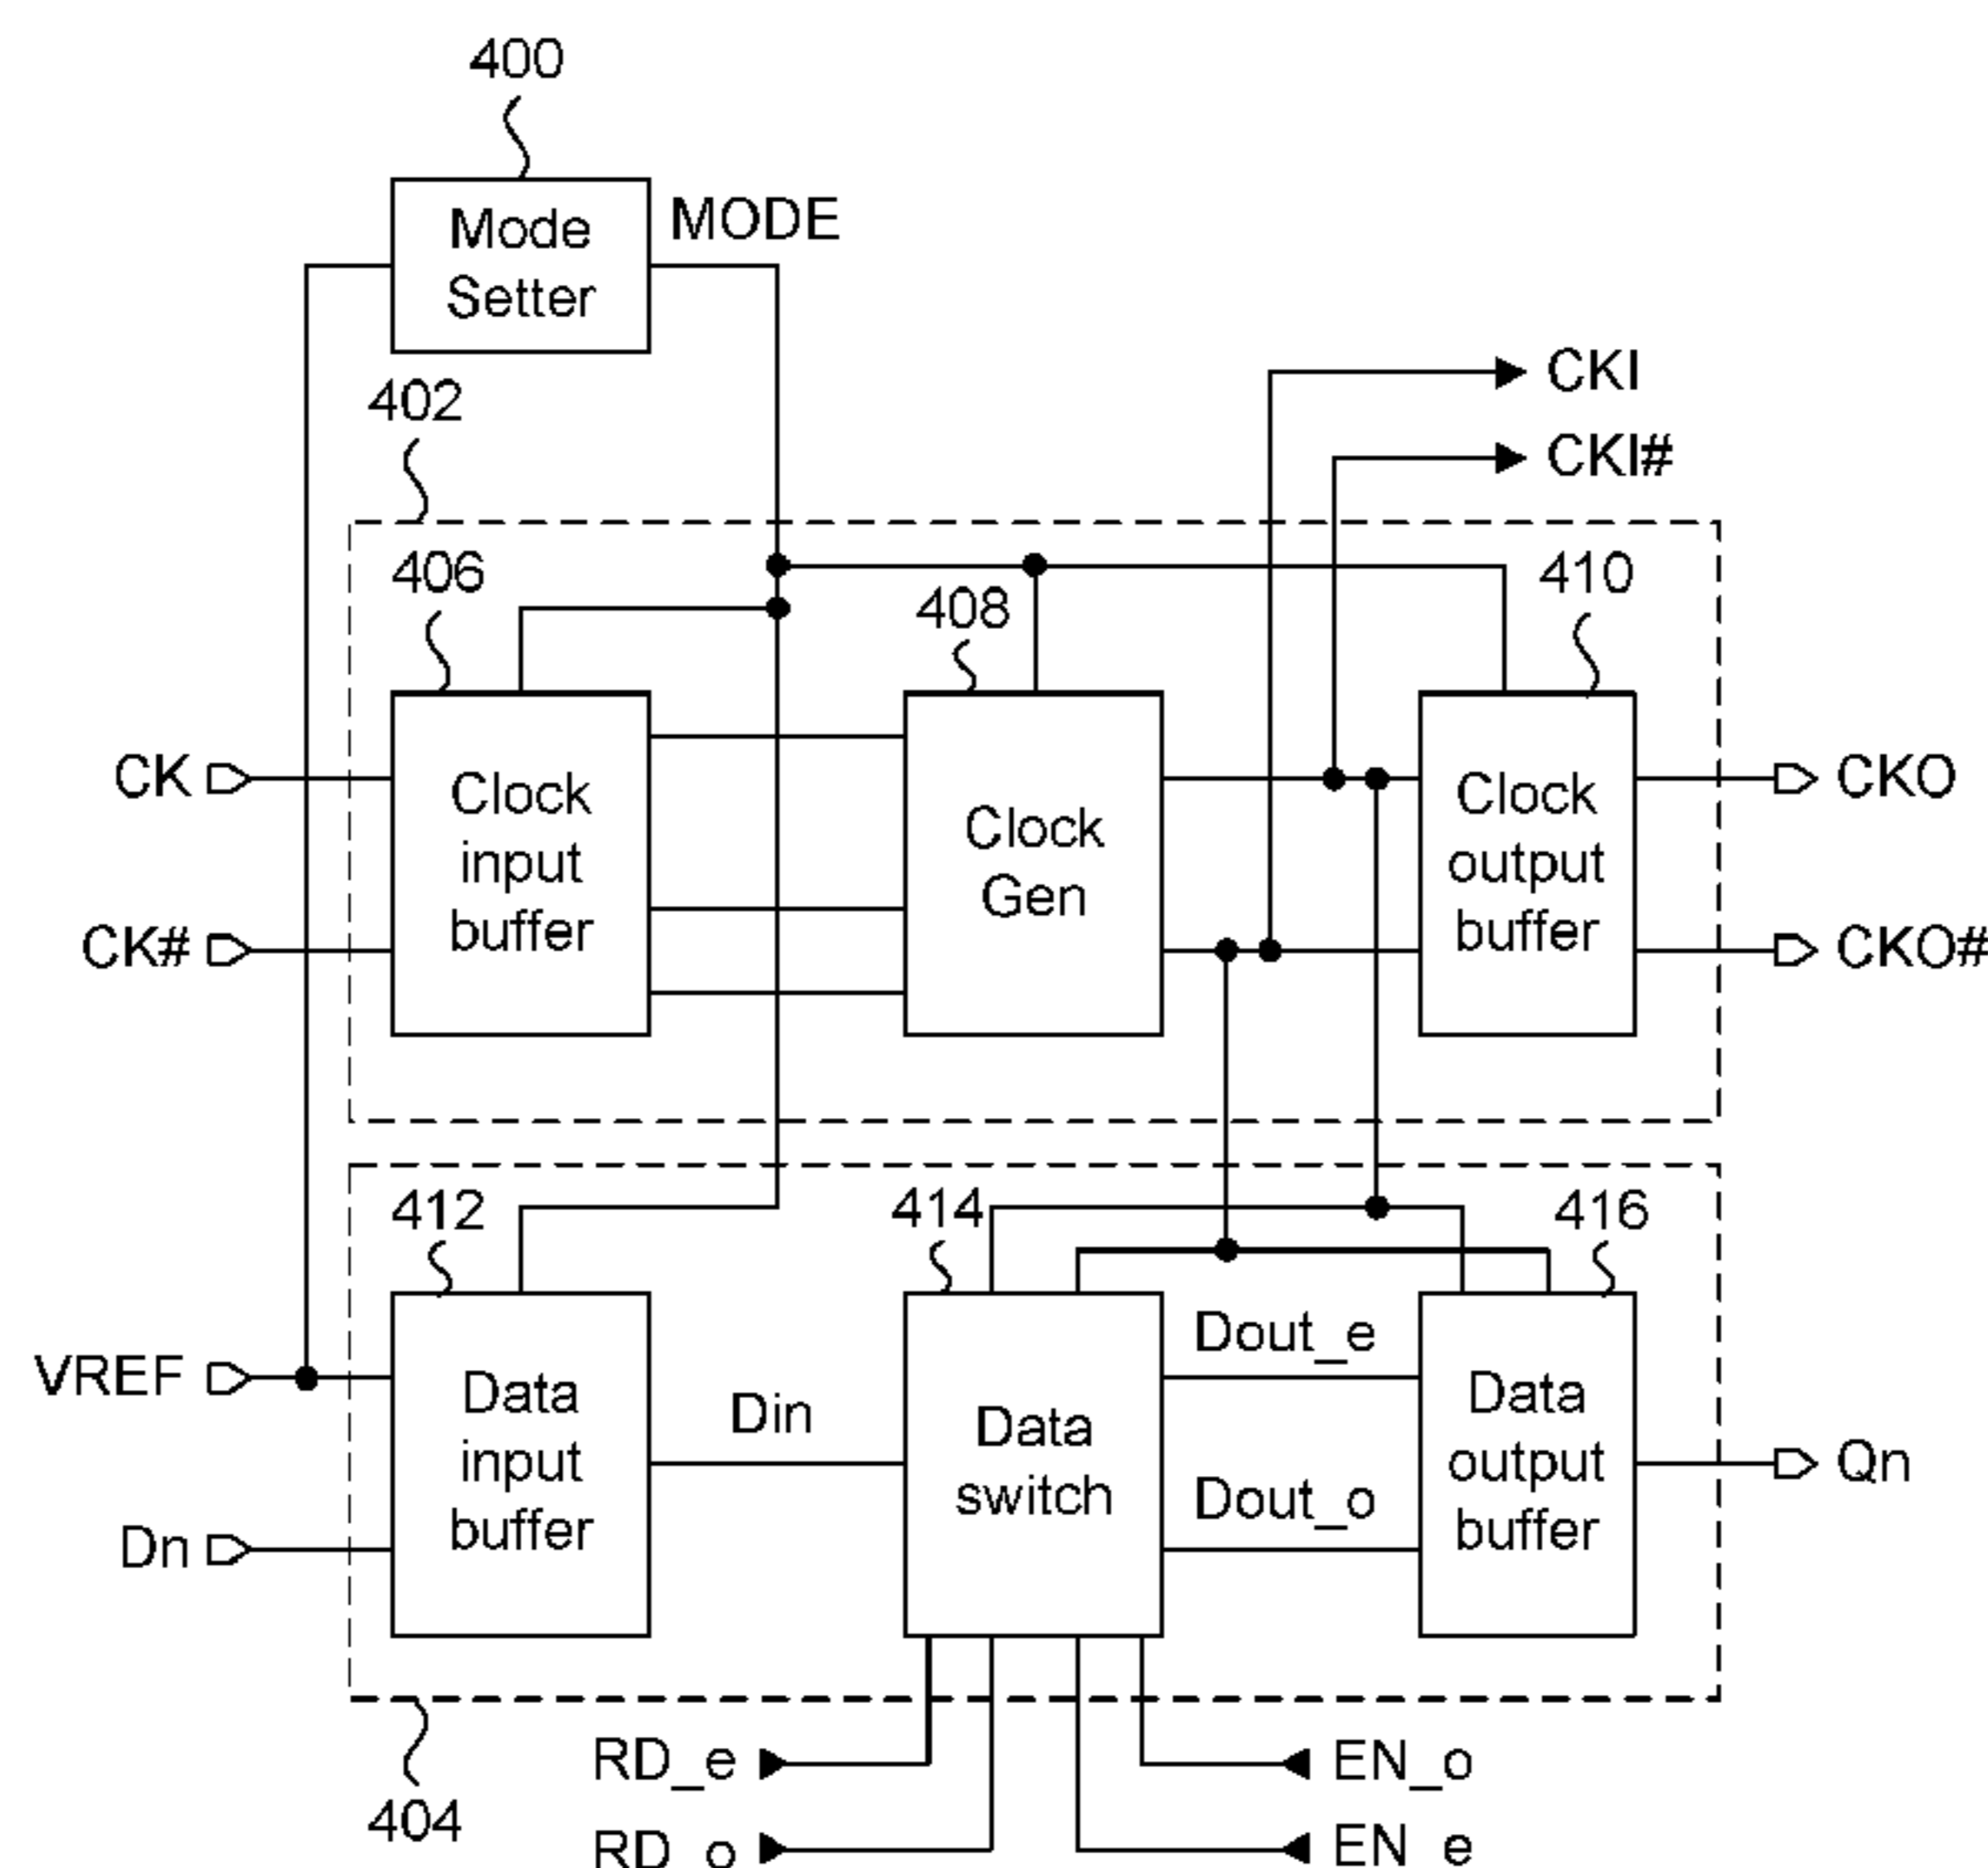 400
Mode
Setter
MODE
CKI
402
CKI#
406
408
410
CK
Clock
input
buffer
Clock
Gen
Clock
output
buffer
CKO
CK#
CKO#
412
414
416
VREF
Data
input
buffer
Din
Data
switch
Dout_e
Dout_o
Data
output
buffer
Qn
Dn
RD_e
EN_o
404
RD_o
EN_e